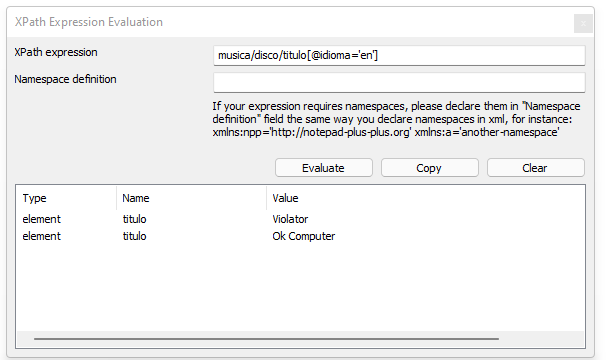 XPath Expression Evaluation
XPath expression
musica/disco/titulo[@idioma='en']
Namespace definition
If your expression requires namespaces, please declare them in "Namespace
definition" field the same way you declare namespaces in xml, for instance:
xmlns:npp='http://notepad-plus-plus.org' xmlns:a='another-namespace'
Evaluate Copy Clear
Type Name Value
element titulo Violator
element titulo Ok Computer